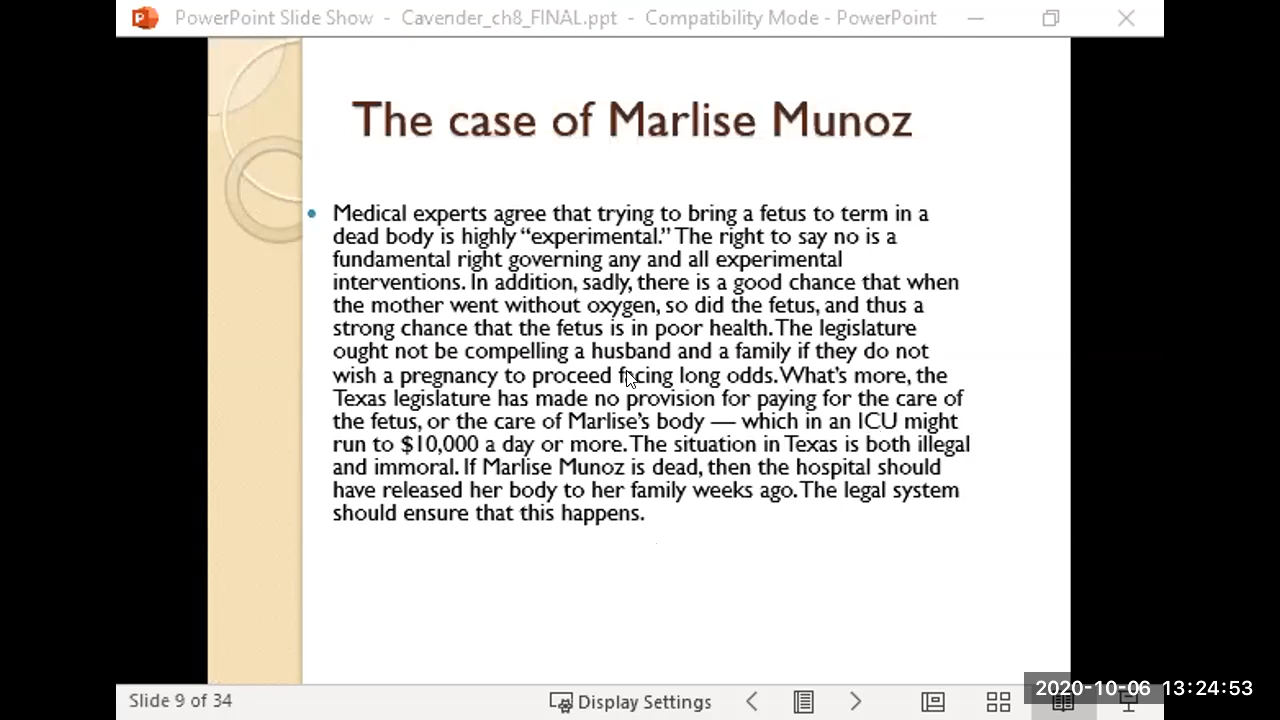 PowerPoint Slide Show - Cavender_ch8_FINAL.ppt - Compatibility Mode - PowerPoint
The case of Marlise Munoz
• Medical experts agree that trying to bring a fetus to term in a
dead body is highly “experimental.” The right to say no is a
fundamental right governing any and all experimental
interventions. In addition, sadly, there is a good chance that when
the mother went without oxygen, so did the fetus, and thus a
strong chance that the fetus is in poor health. The legislature
ought not be compelling a husband and a family if they do not
wish a pregnancy to proceed facing long odds. What’s more, the
Texas legislature has made no provision for paying for the care of
the fetus, or the care of Marlise’s body — which in an ICU might
run to $10,000 a day or more. The situation in Texas is both illegal
and immoral. If Marlise Munoz is dead, then the hospital should
have released her body to her family weeks ago. The legal system
should ensure that this happens.
Slide 9 of 34
Display Settings
2020-10-06 13:24:53